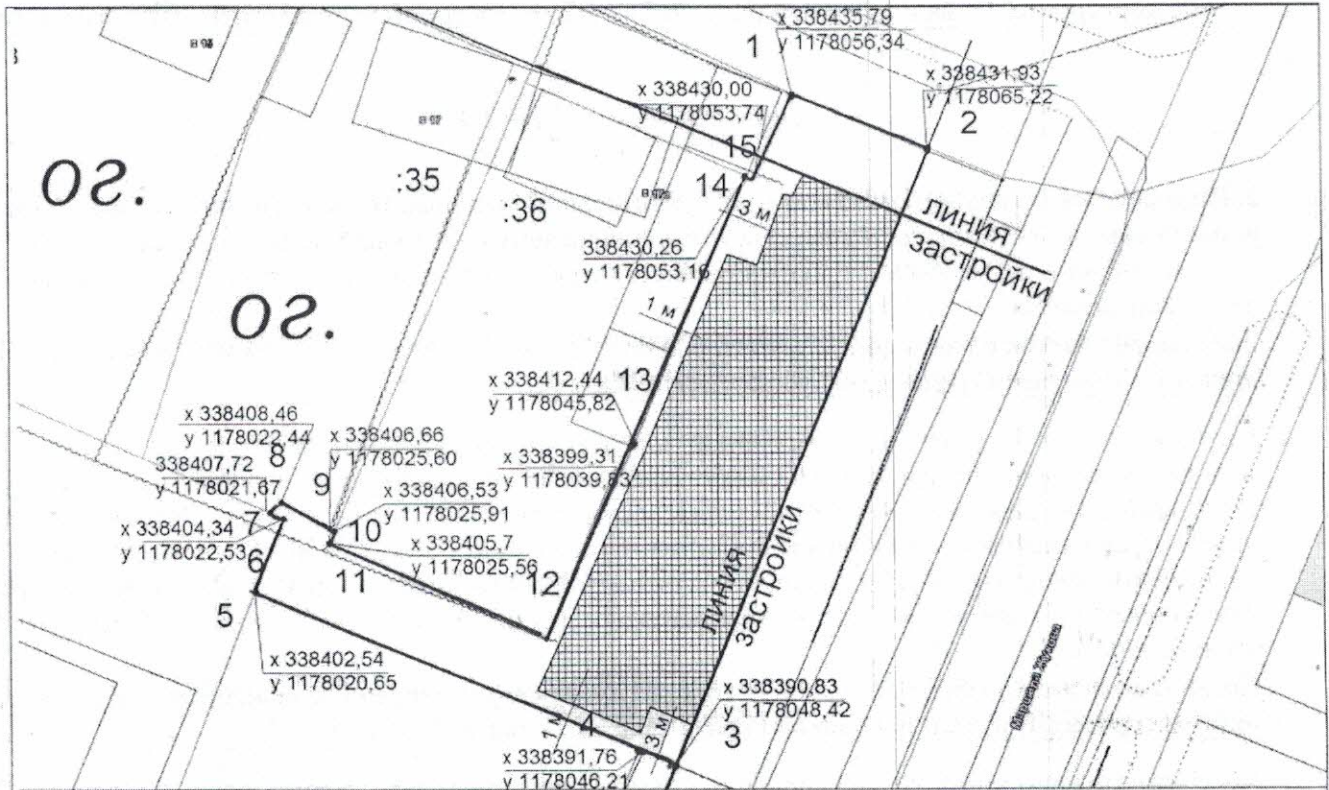 x 338435,79
y 1178056,34
1
x 338431,93
y 1178065,22
2
x 338430,00
y 1178053,74
15
14
:35
:36
ОЗ.
ОЗ.
3 м
338430,26
y 1178053,16
1 м
ЛИНИЯ
застройки
13
x 338412,44
y 1178045,82
x 338408,46
y 1178022,44
8
338407,72
y 1178021,67
7
x 338406,66
y 1178025,60
9
x 338399,31
y 1178039,83
x 338406,53
y 1178025,91
10
x 338404,34
y 1178022,53
6
x 338405,7
y 1178025,56
11
12
5
x 338402,54
y 1178020,65
ЛИНИЯ
застройки
x 338390,83
y 1178048,42
3
4
1 м
3 м
x 338391,76
y 1178046,21